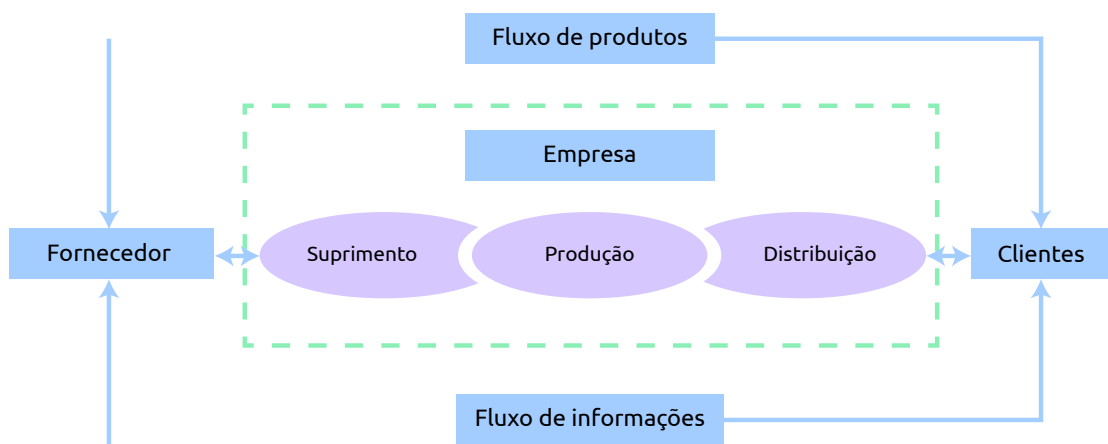 Fluxo de produtos
Empresa
Fornecedor
Suprimento
Produção
Distribuição
Clientes
Fluxo de informações